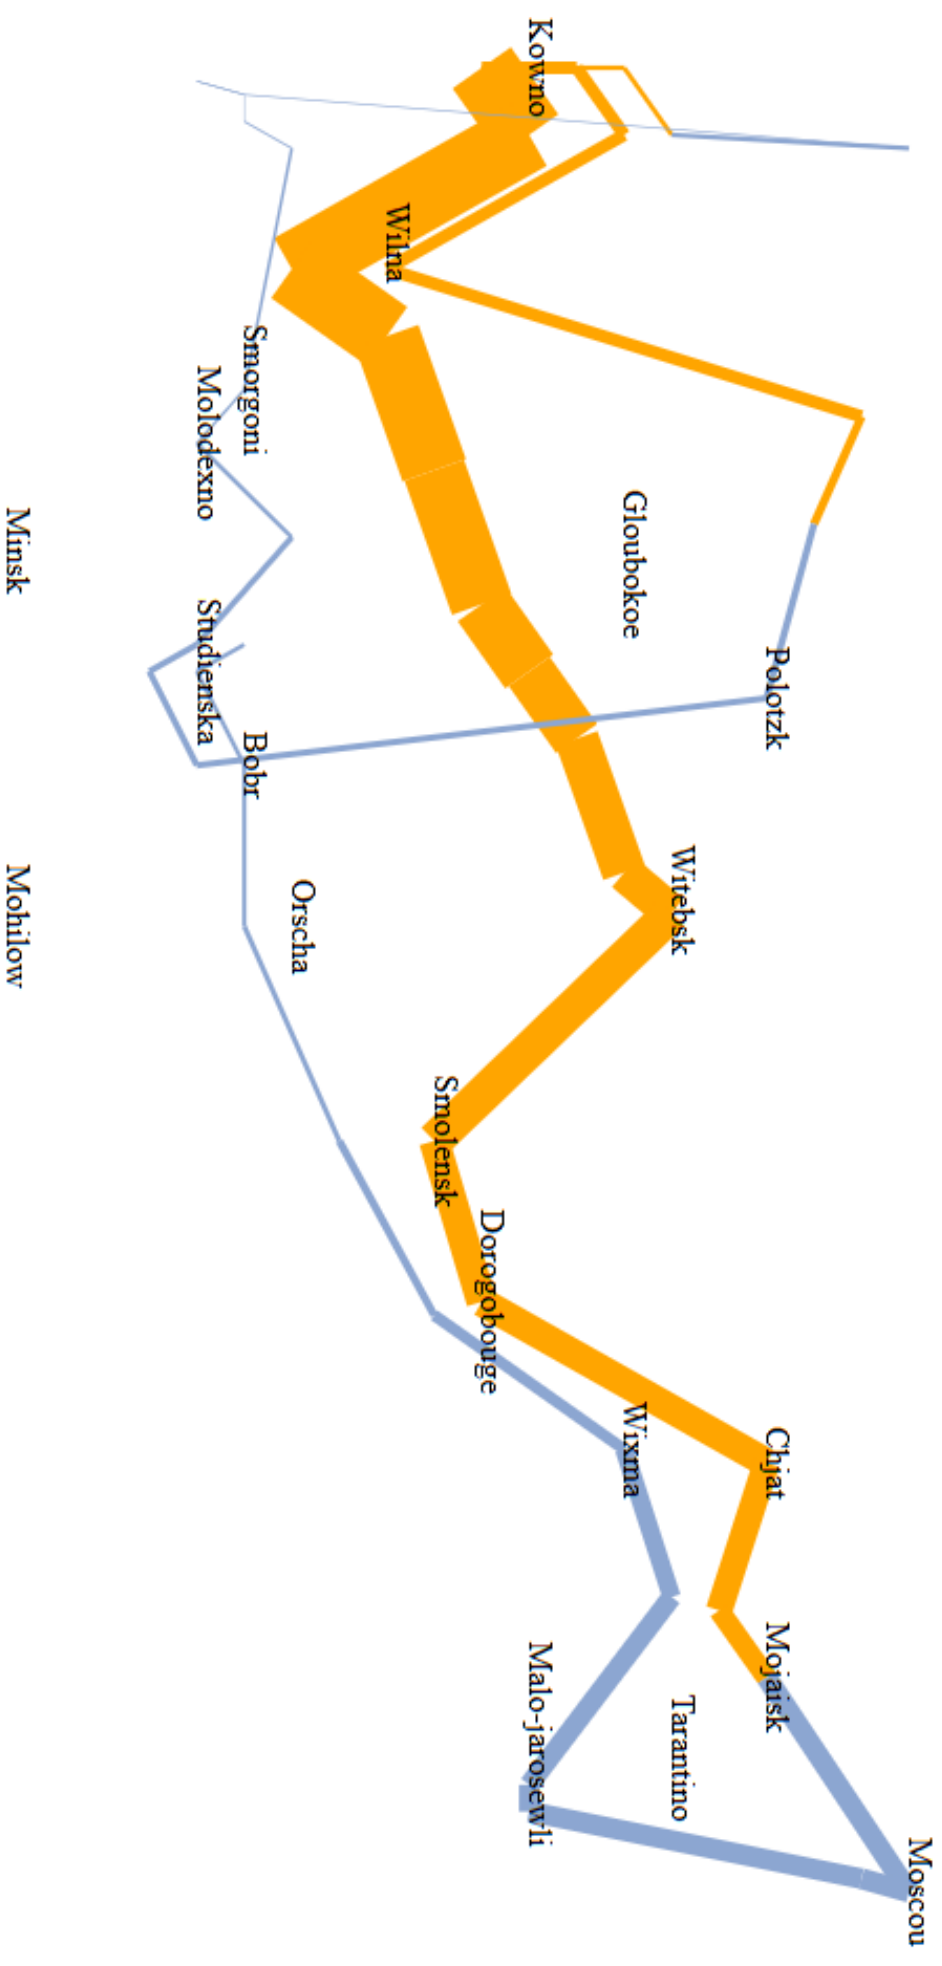 Kowno
Wilna
Smorgoni
Molodexno
Gloubokoe
Minsk
Studienska
Polotzk
Bobr
Witebsk
Orscha
Mohilow
Smolensk
Dorogobouge
Wixma
Chjat
Mojaisk
Malo-jarosewli
Tarantino
Moscou